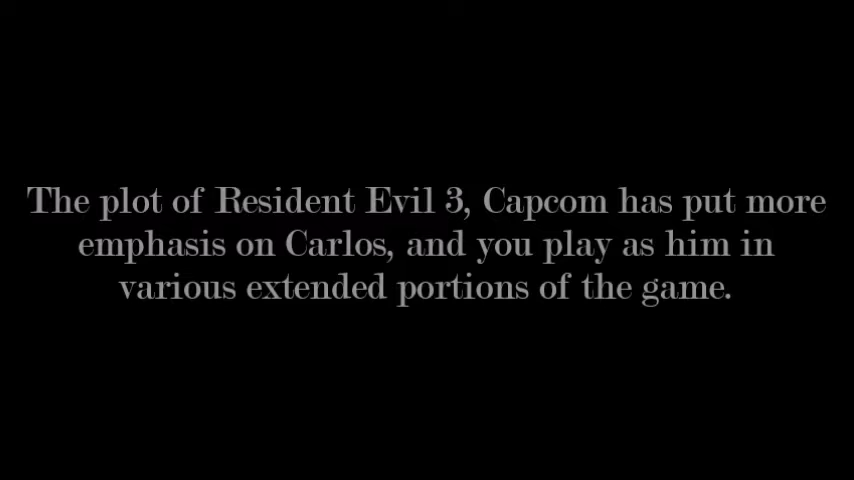 The plot of Resident Evil 3, Capcom has put more
emphasis on Carlos, and you play as him in
various extended portions of the game.